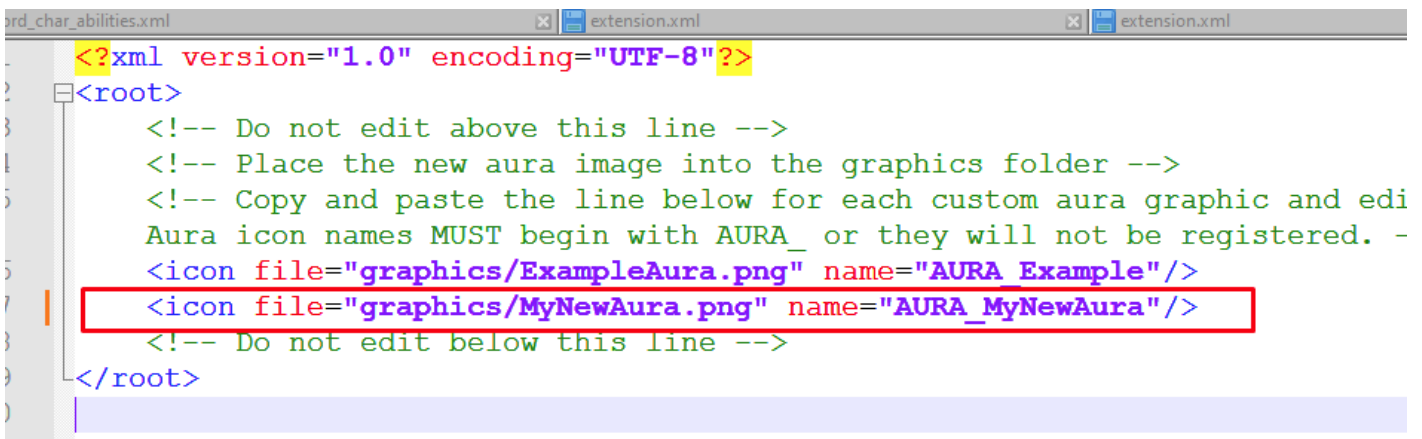 ord_char_abilities.xml extension.xml extension.xml
<?xml version="1.0" encoding="UTF-8"?>
2 <root>
<!-- Do not edit above this line -->
<!-- Place the new aura image into the graphics folder -->
<!-- Copy and paste the line below for each custom aura graphic and edi
Aura icon names MUST begin with AURA_ or they will not be registered. -
<icon file="graphics/ExampleAura.png" name="AURA_Example"/>
7 <icon file="graphics/MyNewAura.png" name="AURA_MyNewAura"/>
<!-- Do not edit below this line -->
</root>